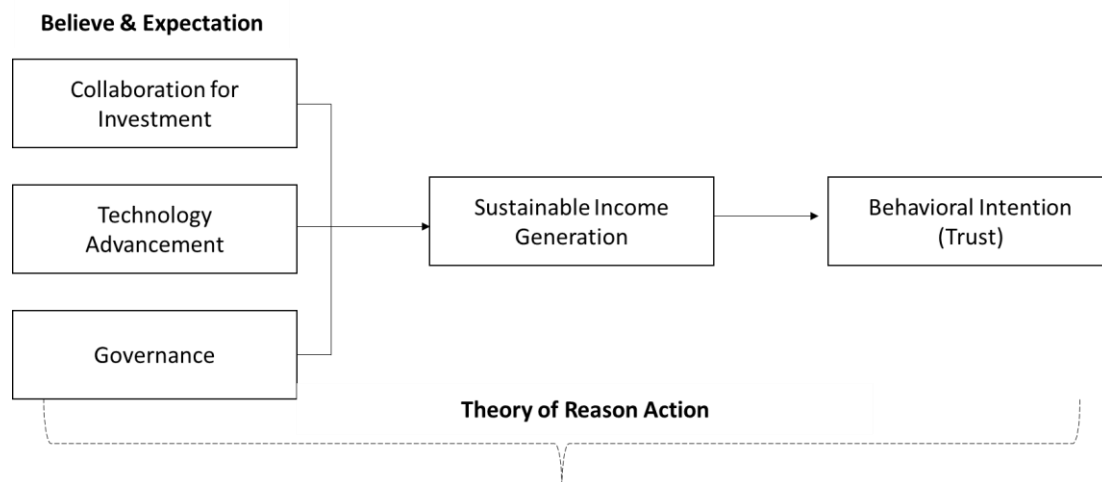 Believe & Expectation
Collaboration for
Investment
Technology
Advancement
Governance
Sustainable Income
Generation
Behavioral Intention
(Trust)
Theory of Reason Action